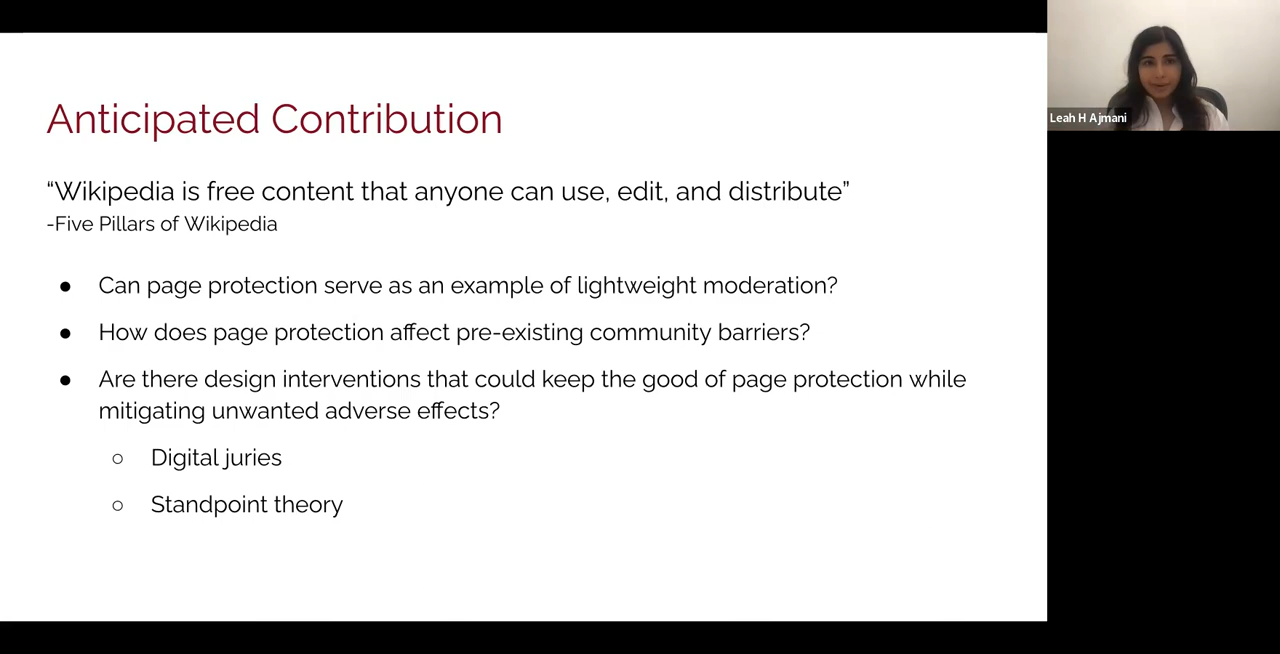 Anticipated Contribution
“Wikipedia is free content that anyone can use, edit, and distribute”
-Five Pillars of Wikipedia
● Can page protection serve as an example of lightweight moderation?
● How does page protection affect pre-existing community barriers?
● Are there design interventions that could keep the good of page protection while
mitigating unwanted adverse effects?
○ Digital juries
○ Standpoint theory
Leah H Ajmani